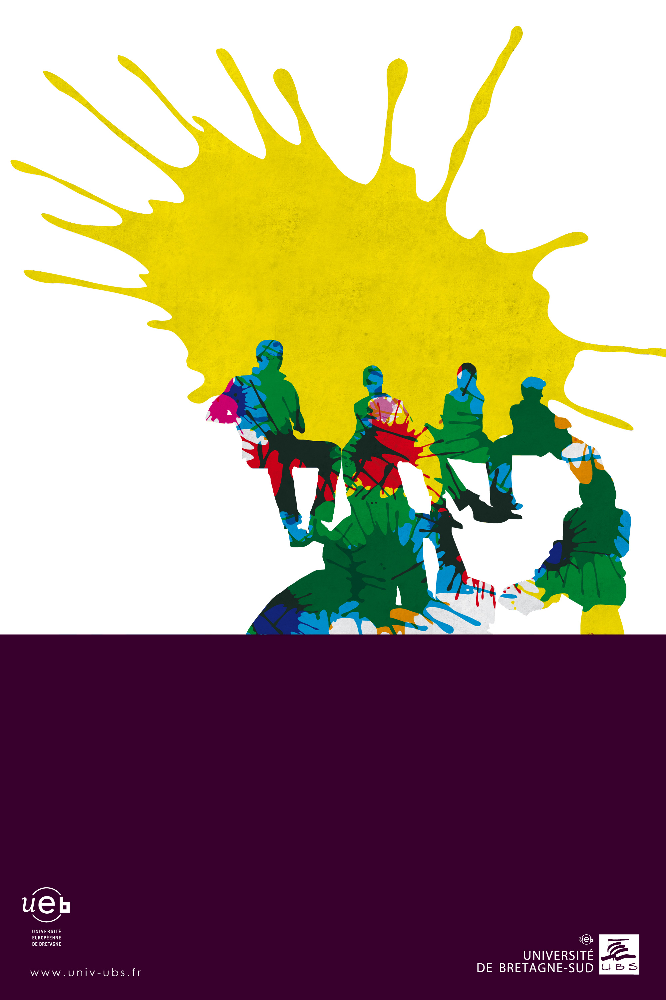 ueb
UNIVERSITÉ
EUROPÉENNE
DE BRETAGNE
www.univ-ubs.fr
ueb
UNIVERSITÉ
DE BRETAGNE-SUD
UBS